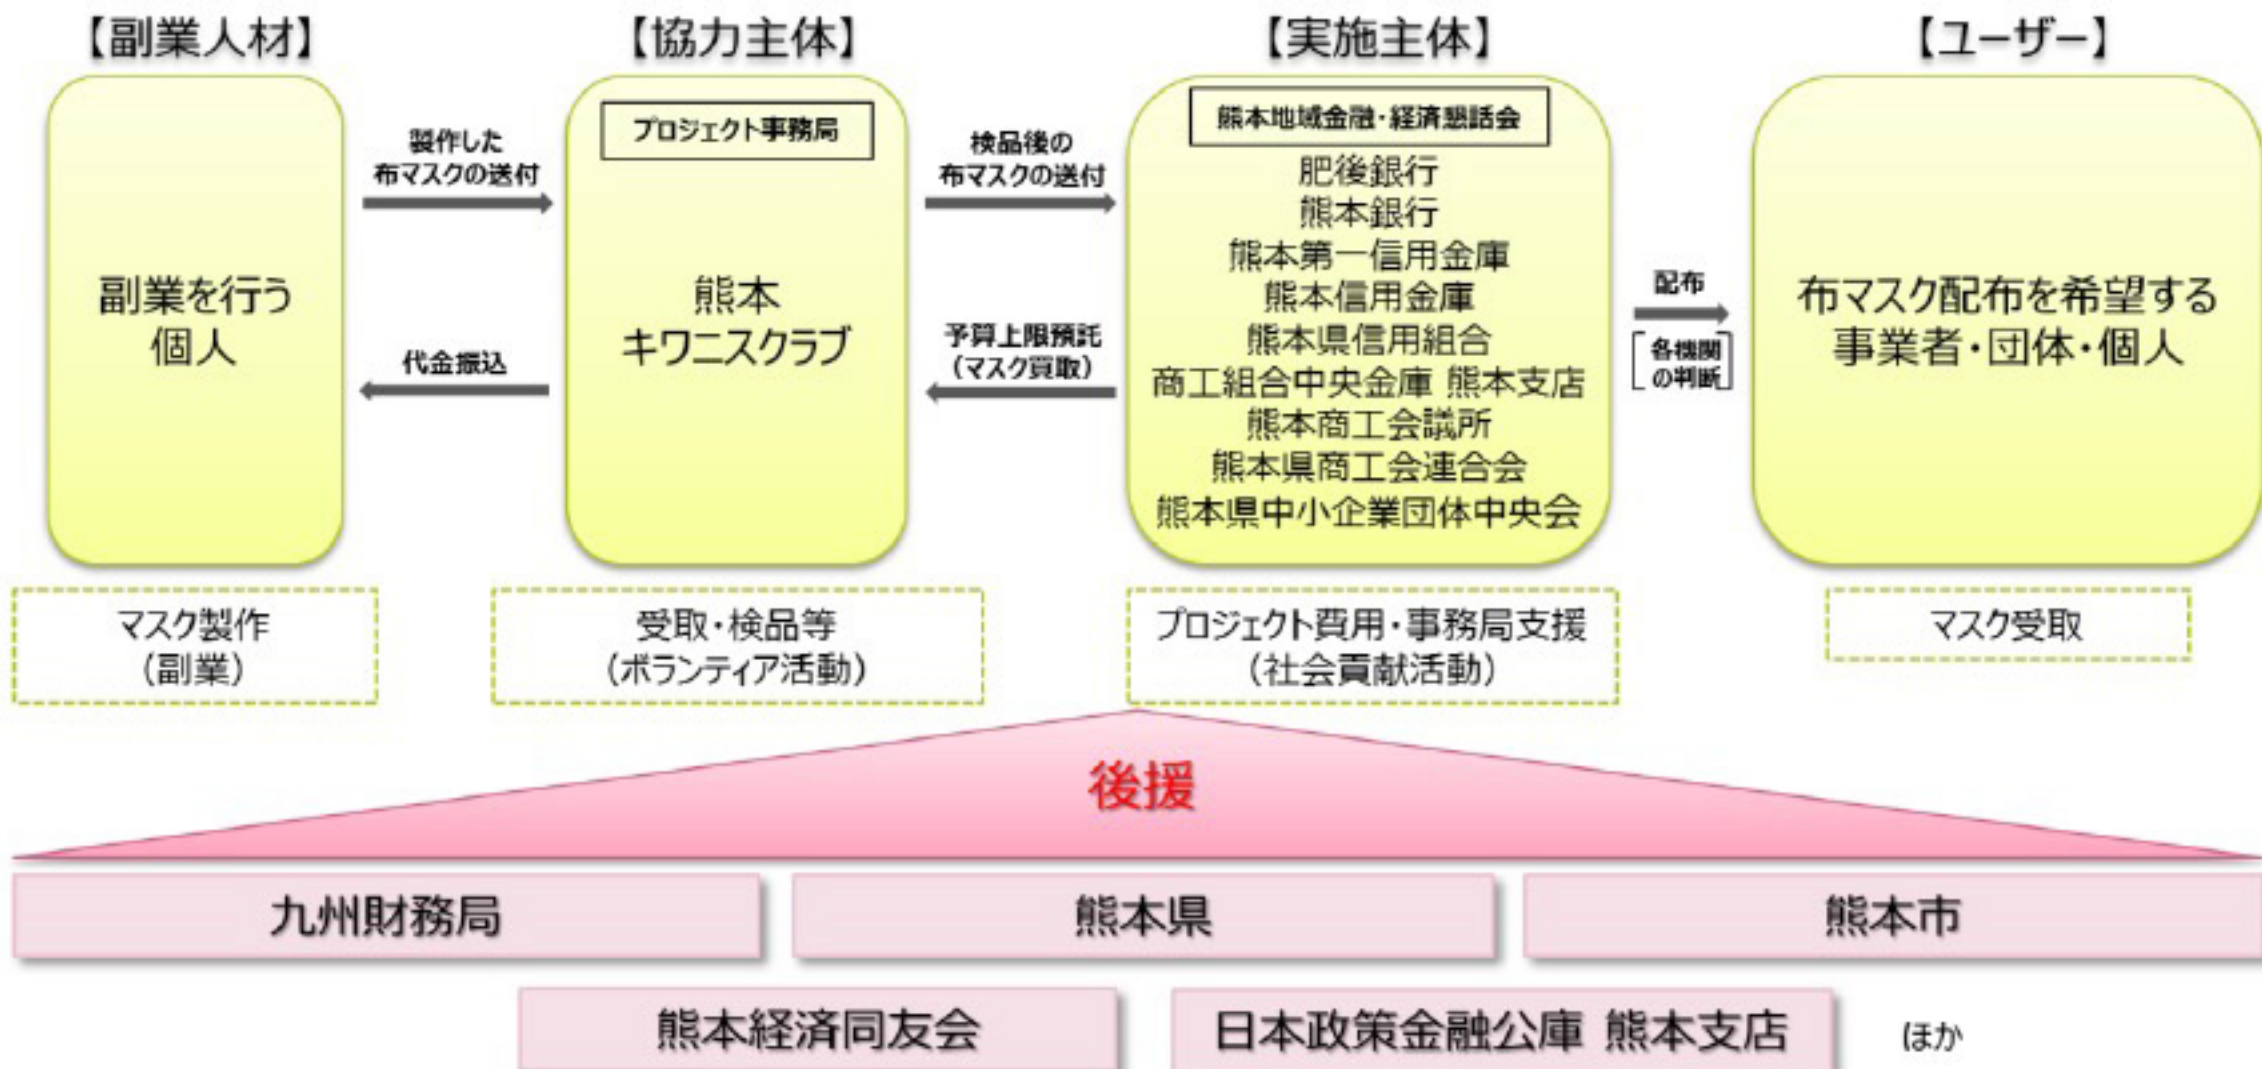 【副業人材】
副業を行う
個人
マスク製作
(副業)
製作した
布マスクの送付
代金振込
【協力主体】
プロジェクト事務局
熊本
キワニスクラブ
受取・検品等
(ボランティア活動)
検品後の
布マスクの送付
予算上限預託
(マスク買取)
【実施主体】
熊本地域金融・経済懇話会
肥後銀行
熊本銀行
熊本第一信用金庫
熊本信用金庫
熊本県信用組合
商工組合中央金庫 熊本支店
熊本商工会議所
熊本県商工会連合会
熊本県中小企業団体中央会
プロジェクト費用・事務局支援
(社会貢献活動)
配布
各機関
の判断
【ユーザー】
布マスク配布を希望する
事業者・団体・個人
マスク受取
後援
九州財務局
熊本県
熊本市
熊本経済同友会
日本政策金融公庫 熊本支店
ほか